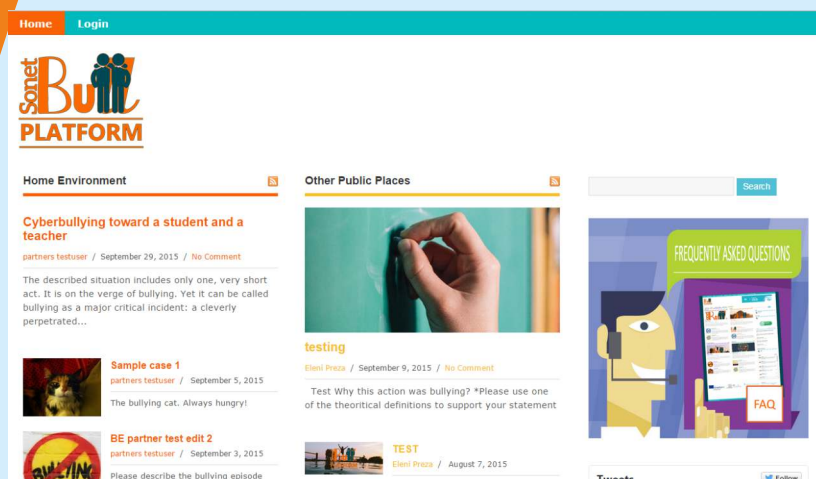 Home Login
Sonet
Bull
PLATFORM
Home Environment
Cyberbullying toward a student and a
teacher
partners testuser / September 29, 2015 / No Comment
The described situation includes only one, very short
act. It is on the verge of bullying. Yet it can be called
bullying as a major critical incident: a cleverly
perpetrated...
Sample case 1
partners testuser / September 5, 2015
The bullying cat. Always hungry!
BE partner test edit 2
partners testuser / September 3, 2015
Please describe the bullying episode
BULLYING
Other Public Places
testing
Eleni Preza / September 9, 2015 / No Comment
Test Why this action was bullying? *Please use one
of the theoritical definitions to support your statement
TEST
Eleni Preza / August 7, 2015
Search
FREQUENTLY ASKED QUESTIONS
FAQ
Tweets
Follow